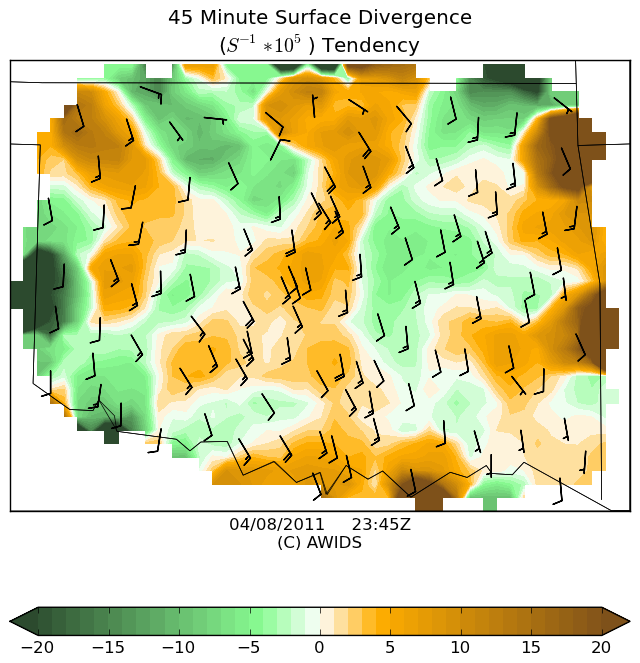 45 Minute Surface Divergence
(S⁻¹ * 10⁵ ) Tendency
04/08/2011 23:45Z
(C) AWIDS
−20 −15 −10 −5 0 5 10 15 20